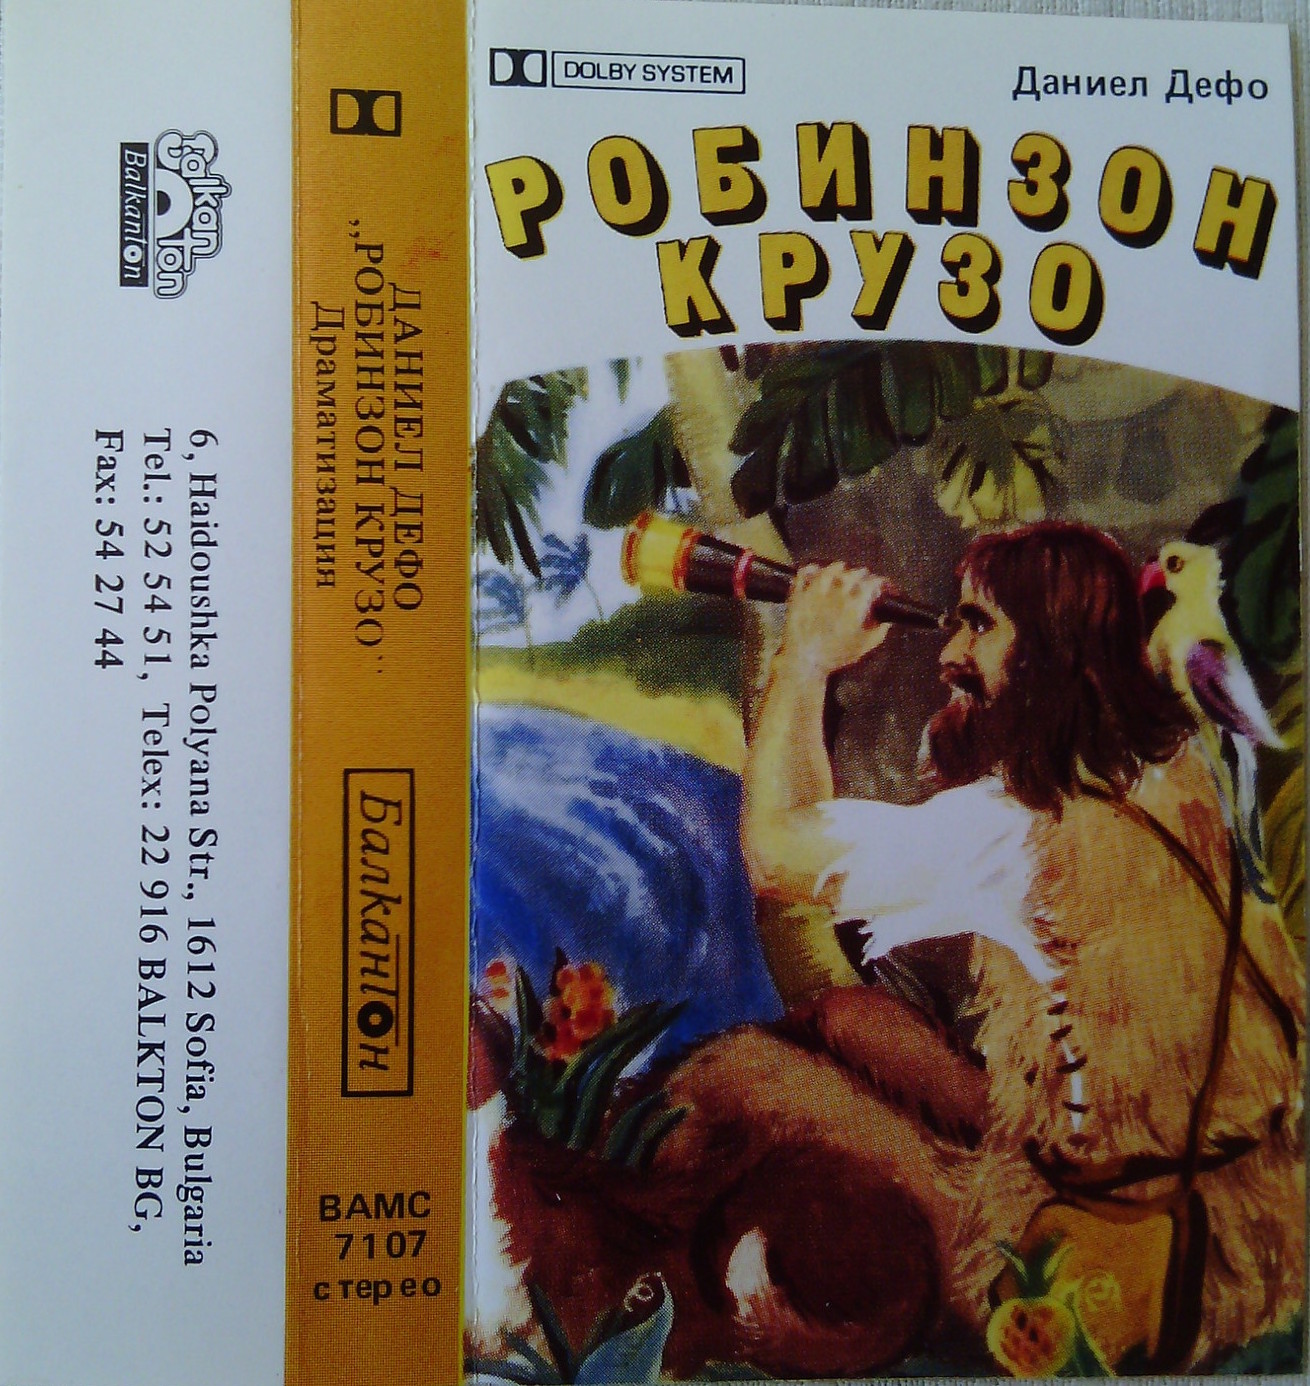 Balkanton
Balkanton
6, Haidoushka Polyana Str., 1612 Sofia, Bulgaria
Tel.: 52 54 51, Telex: 22 916 BALKTON BG,
Fax: 54 27 44
ДАНИЕЛ ДЕФО
„РОБИНЗОН КРУЗО“
Драматизация
Балкантон
ВАМС
7107
стерео
DOLBY SYSTEM
Даниел Дефо
РОБИНЗОН
КРУЗО